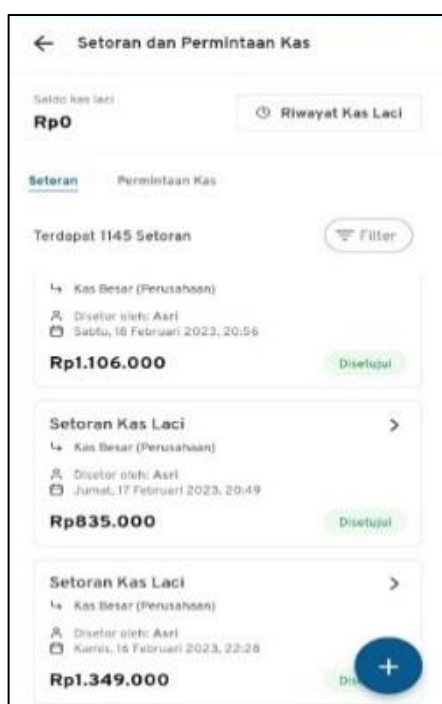 Setoran dan Permintaan Kas
Saldo kas laci
Rp0
Riwayat Kas Laci
Setoran
Permintaan Kas
Terdapat 1145 Setoran
Filter
Kas Besar (Perusahaan)
Disetor oleh: Asri
Sabtu, 18 Februari 2023, 20:56
Rp1.106.000
Disetujui
Setoran Kas Laci
Kas Besar (Perusahaan)
Disetor oleh: Asri
Jumat, 17 Februari 2023, 20:49
Rp835.000
Disetujui
Setoran Kas Laci
Kas Besar (Perusahaan)
Disetor oleh: Asri
Kamis, 16 Februari 2023, 22:28
Rp1.349.000